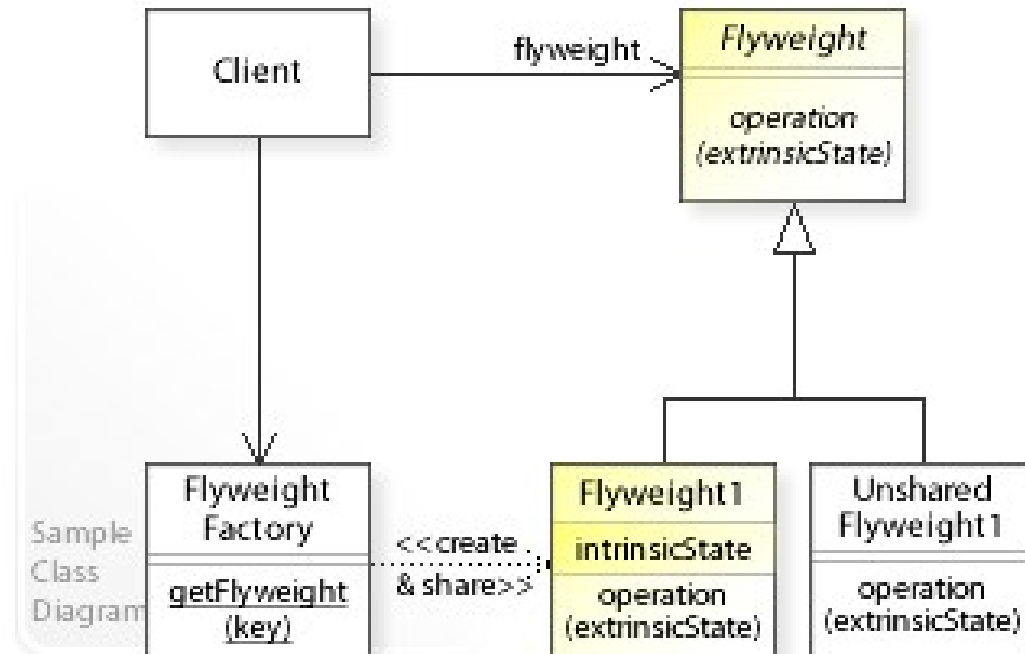 Client
flyweight
Flyweight
operation
(extrinsicState)
Flyweight
Factory
getFlyweight
(key)
<<create
& share>>
Flyweight1
intrinsicState
operation
(extrinsicState)
Unshared
Flyweight1
operation
(extrinsicState)
Sample
Class
Diagram